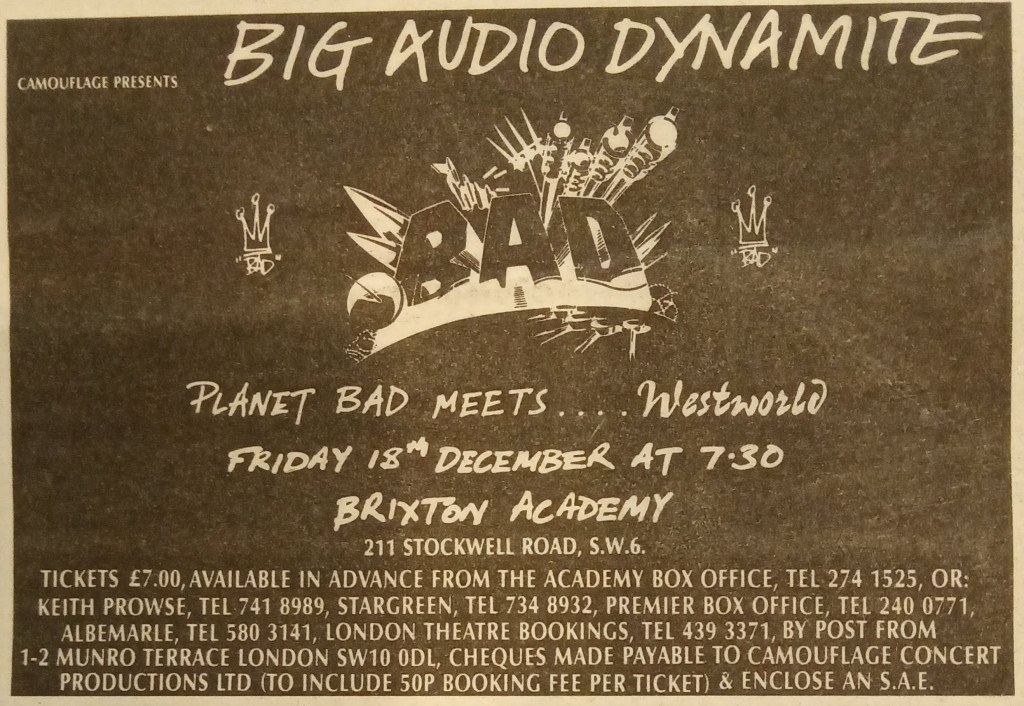 BIG AUDIO DYNAMITE
CAMOUFLAGE PRESENTS
BAD
"BAD"
"BAD"
PLANET BAD MEETS.... Westworld
FRIDAY 18TH DECEMBER AT 7·30
BRIXTON ACADEMY
211 STOCKWELL ROAD, S.W.6.
TICKETS £7.00, AVAILABLE IN ADVANCE FROM THE ACADEMY BOX OFFICE, TEL 274 1525, OR:
KEITH PROWSE, TEL 741 8989, STARGREEN, TEL 734 8932, PREMIER BOX OFFICE, TEL 240 0771,
ALBEMARLE, TEL 580 3141, LONDON THEATRE BOOKINGS, TEL 439 3371, BY POST FROM
1-2 MUNRO TERRACE LONDON SW10 0DL, CHEQUES MADE PAYABLE TO CAMOUFLAGE CONCERT
PRODUCTIONS LTD (TO INCLUDE 50P BOOKING FEE PER TICKET) & ENCLOSE AN S.A.E.